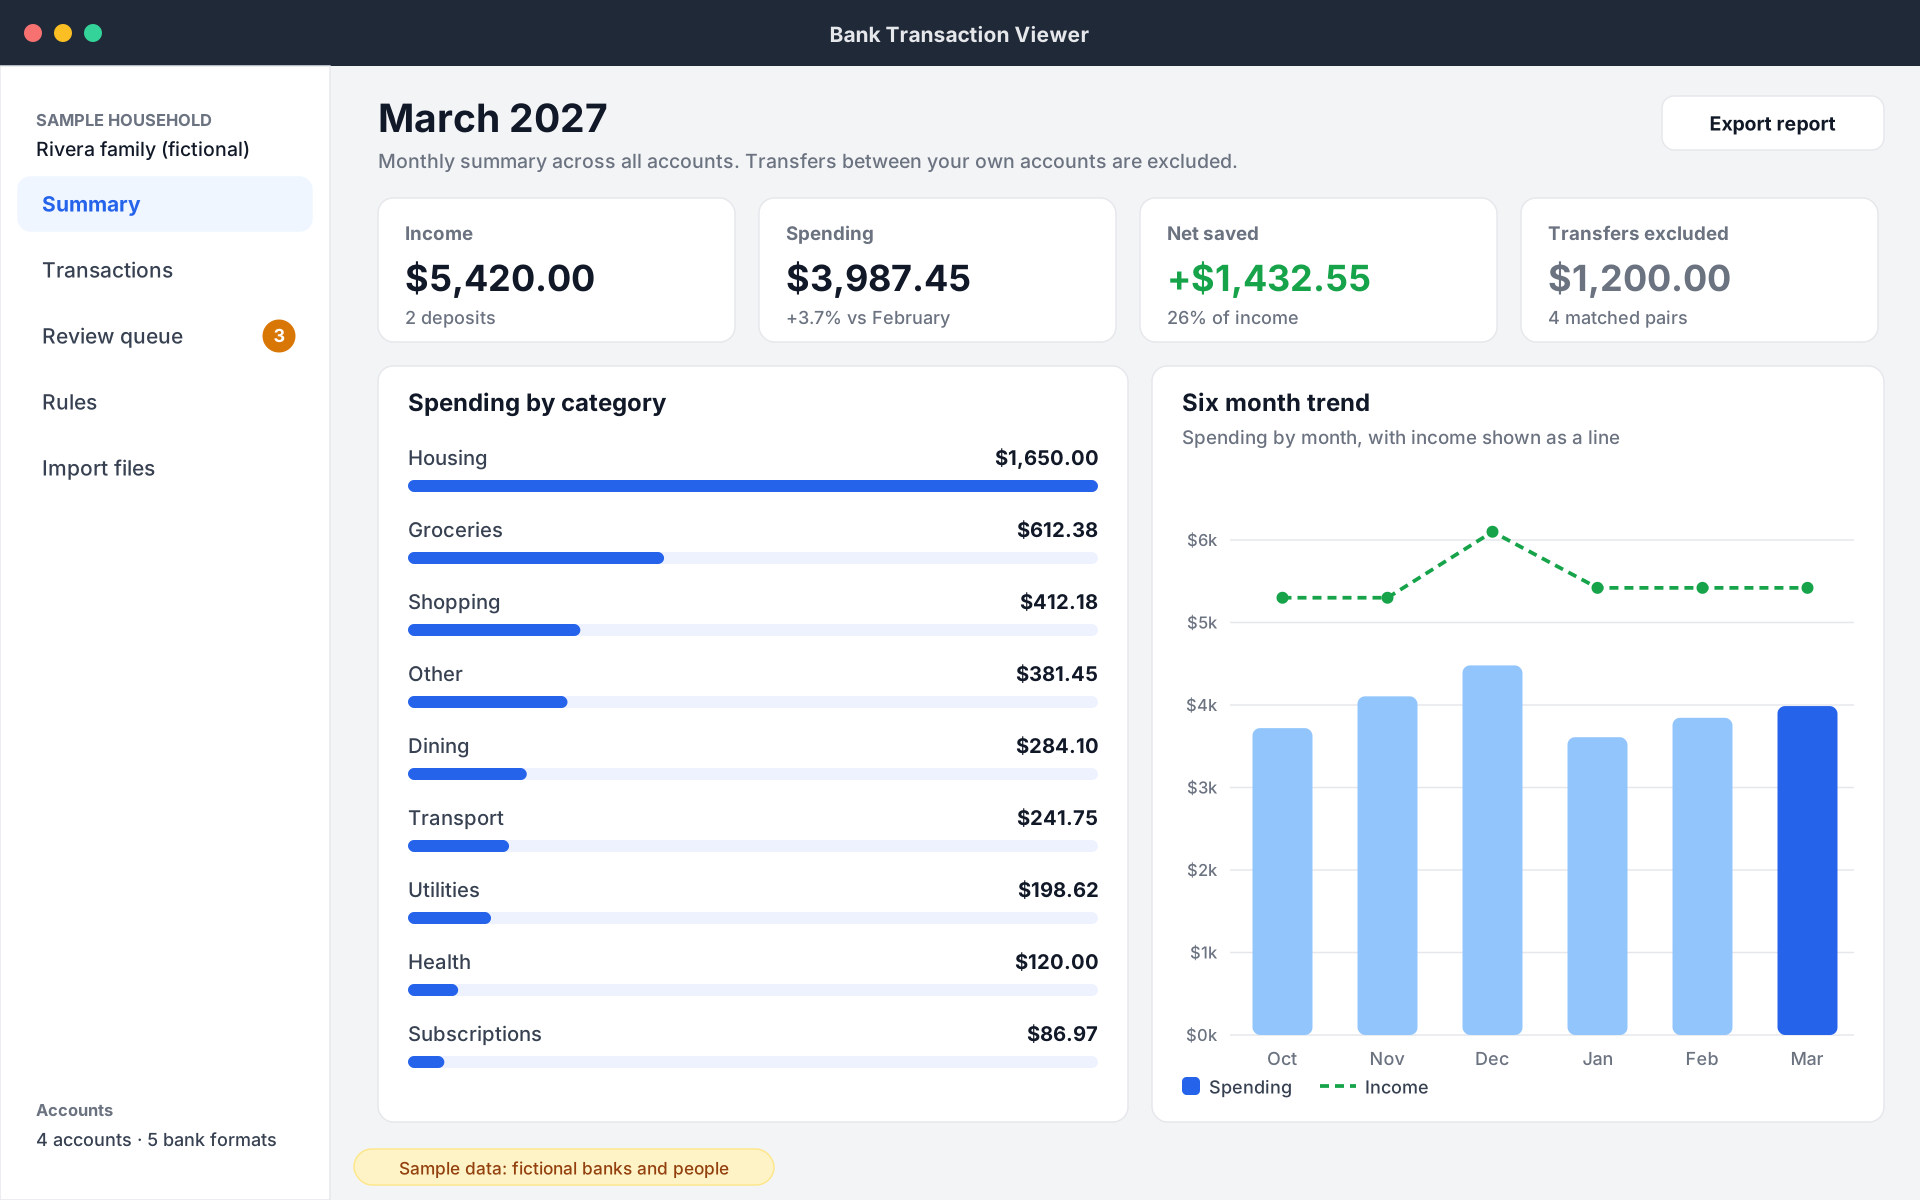 Bank Transaction Viewer
SAMPLE HOUSEHOLD
Rivera family (fictional)
Summary
Transactions
Review queue 3
Rules
Import files
Accounts
4 accounts · 5 bank formats
March 2027
Monthly summary across all accounts. Transfers between your own accounts are excluded.
Export report
Income
$5,420.00
2 deposits
Spending
$3,987.45
+3.7% vs February
Net saved
+$1,432.55
26% of income
Transfers excluded
$1,200.00
4 matched pairs
Spending by category
Housing $1,650.00
Groceries $612.38
Shopping $412.18
Other $381.45
Dining $284.10
Transport $241.75
Utilities $198.62
Health $120.00
Subscriptions $86.97
Six month trend
Spending by month, with income shown as a line
$6k
$5k
$4k
$3k
$2k
$1k
$0k
Oct Nov Dec Jan Feb Mar
Spending Income
Sample data: fictional banks and people